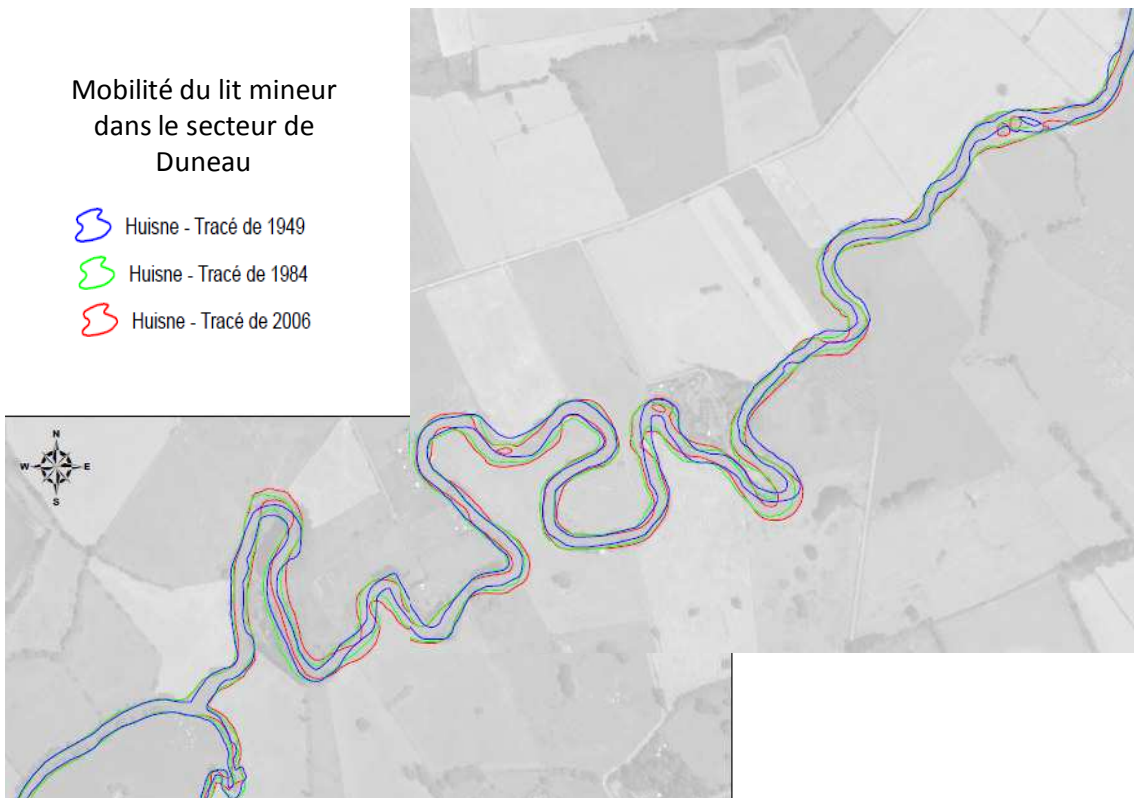 Mobilité du lit mineur
dans le secteur de
Duneau
Huisne - Tracé de 1949
Huisne - Tracé de 1984
Huisne - Tracé de 2006
N
W
E
S